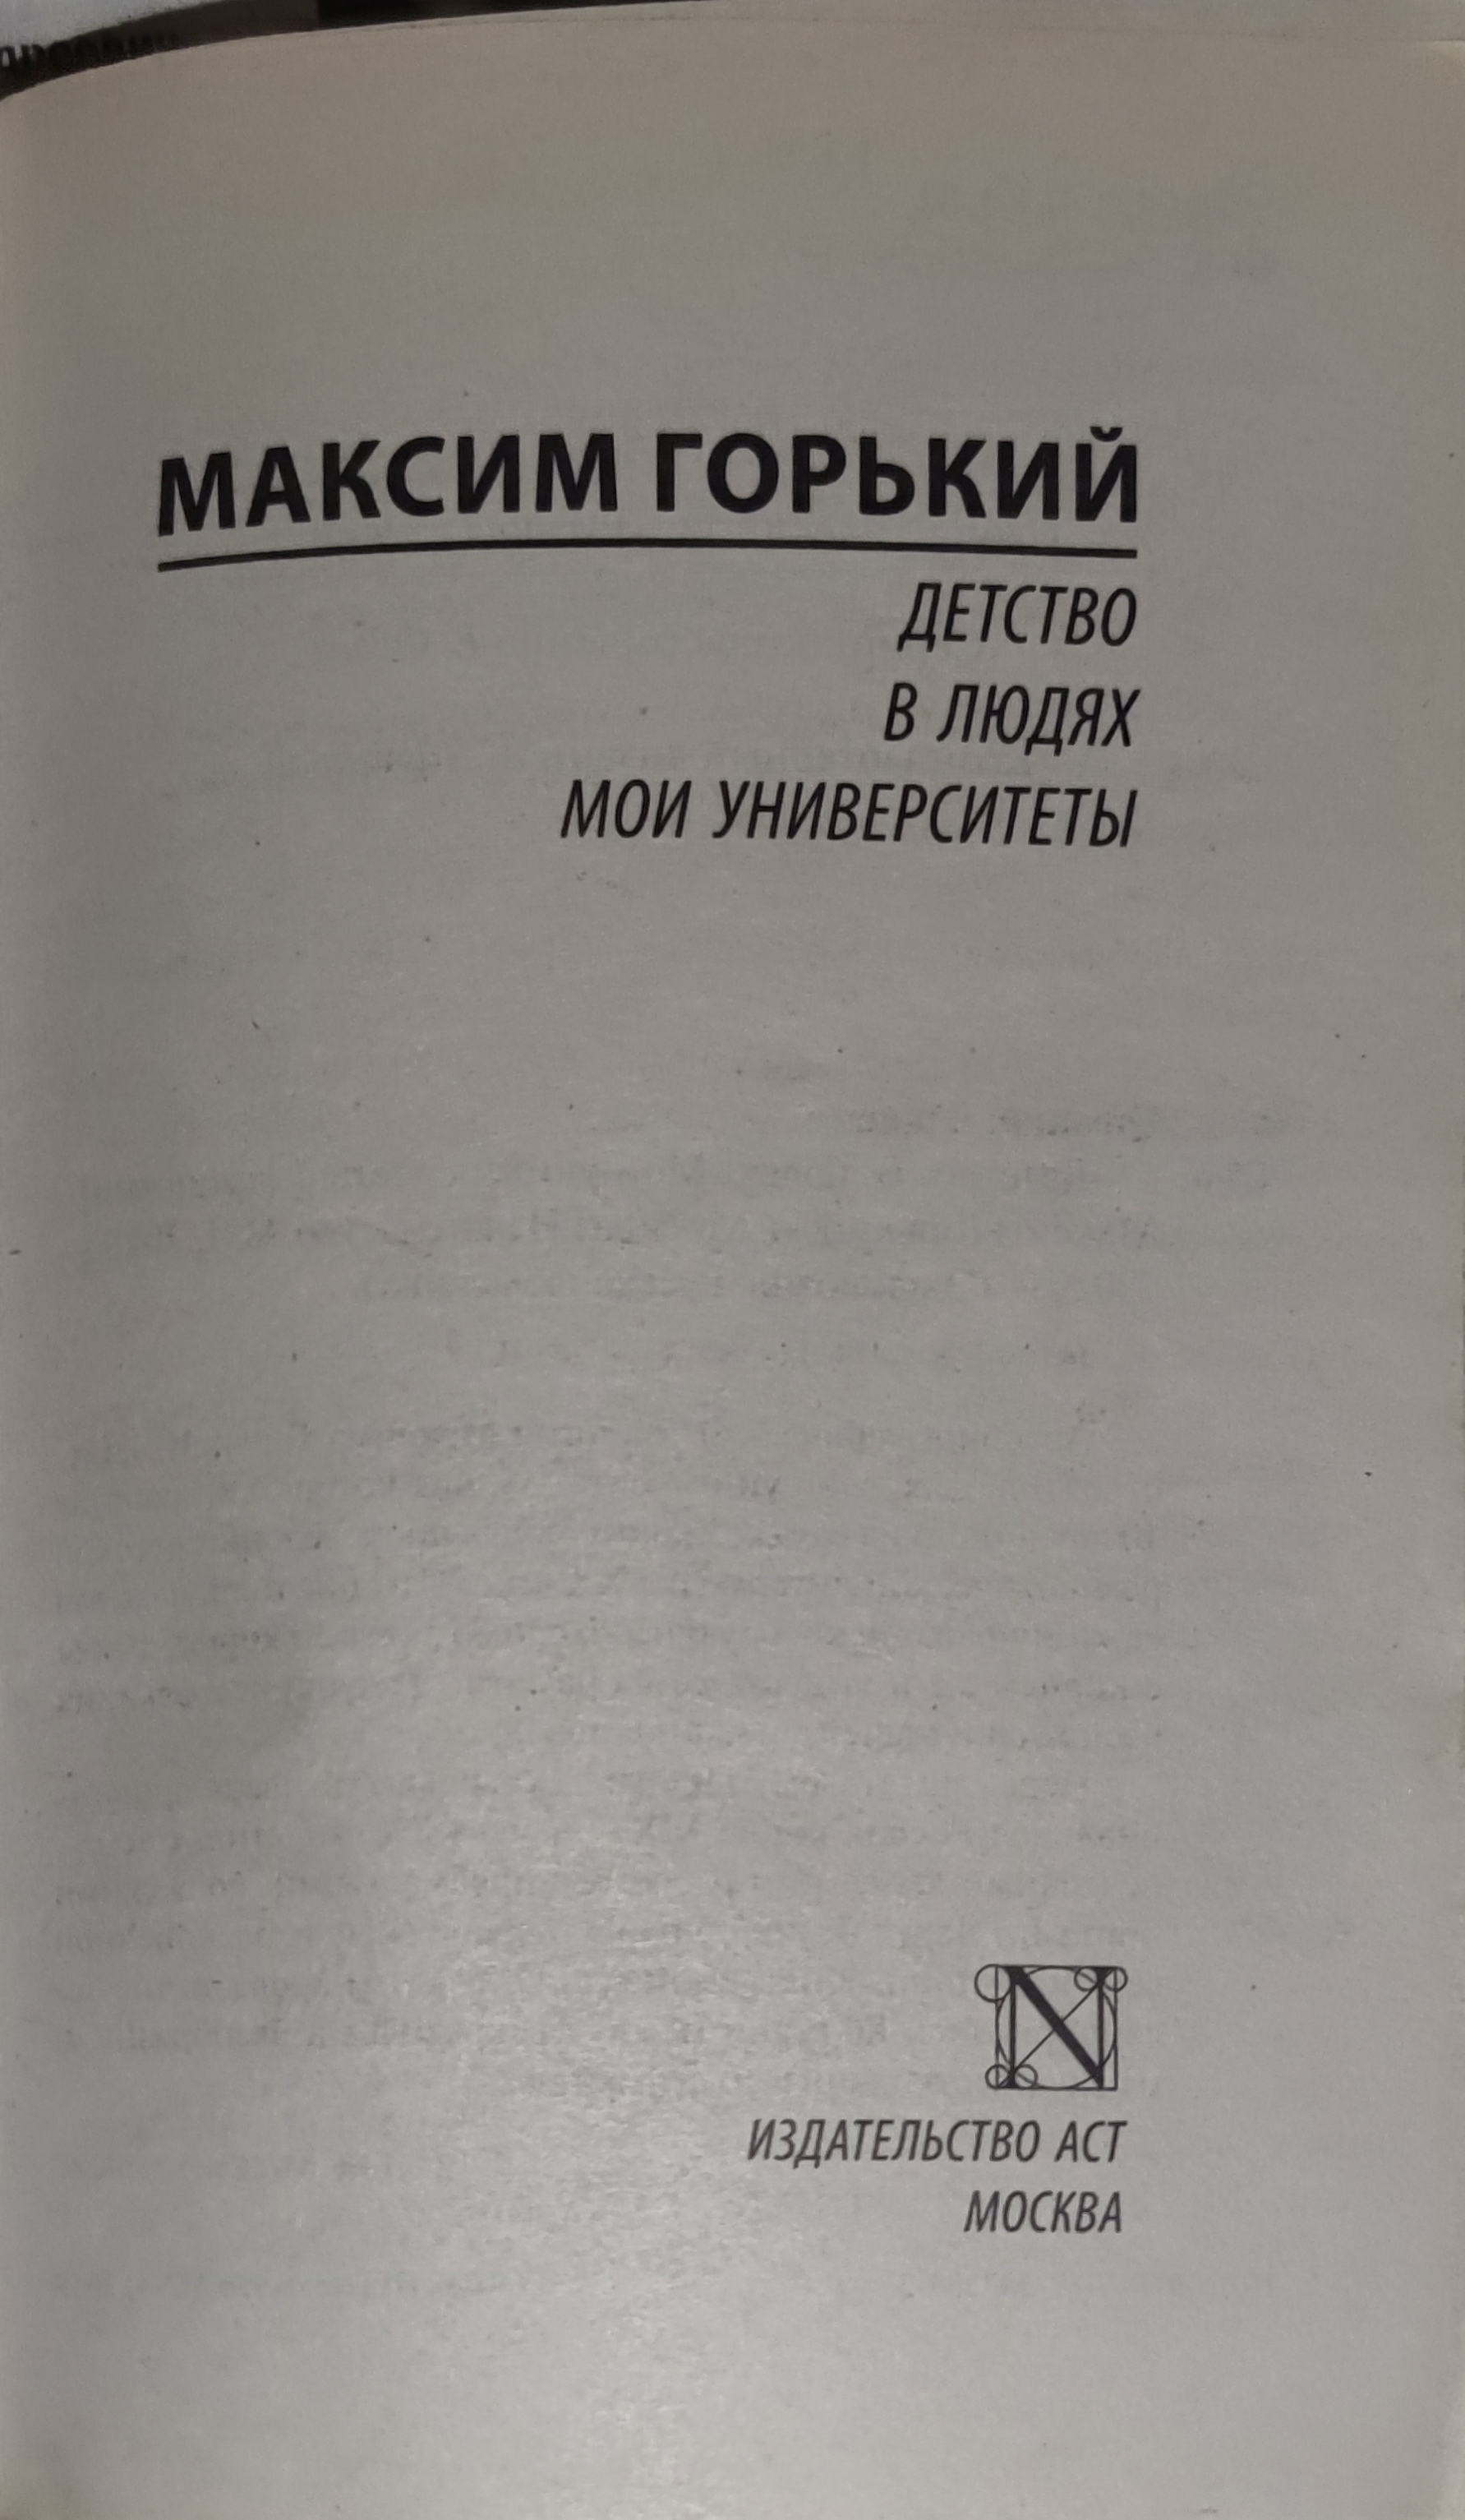 МАКСИМ ГОРЬКИЙ
ДЕТСТВО
В ЛЮДЯХ
МОИ УНИВЕРСИТЕТЫ
N
ИЗДАТЕЛЬСТВО АСТ
МОСКВА